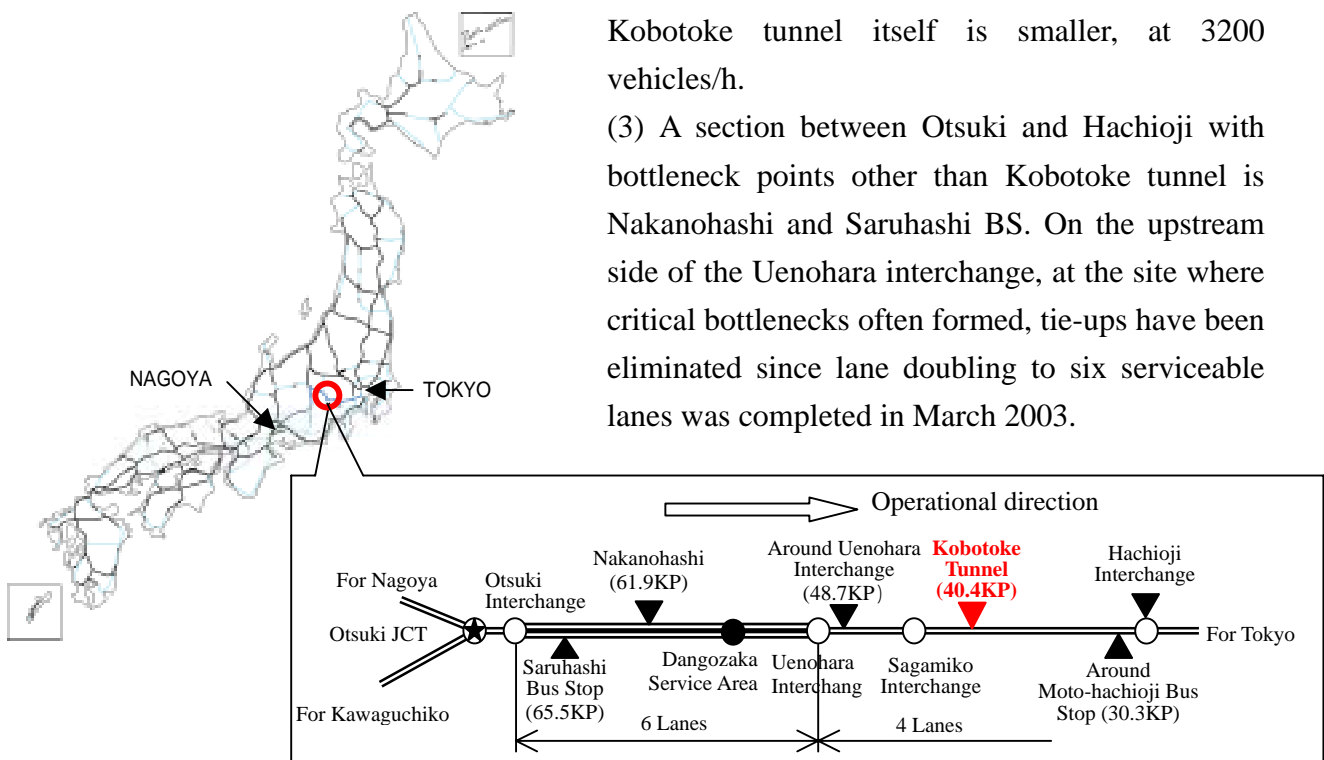 Kobotoke tunnel itself is smaller, at 3200
vehicles/h.
(3) A section between Otsuki and Hachioji with
bottleneck points other than Kobotoke tunnel is
Nakanohashi and Saruhashi BS. On the upstream
side of the Uenohara interchange, at the site where
critical bottlenecks often formed, tie-ups have been
eliminated since lane doubling to six serviceable
lanes was completed in March 2003.
NAGOYA
TOKYO
Operational direction
For Nagoya
Otsuki JCT
For Kawaguchiko
Otsuki
Interchange
Saruhashi
Bus Stop
(65.5KP)
Nakanohashi
(61.9KP)
Dangozaka
Service Area
Uenohara
Interchang
Around Uenohara
Interchange
(48.7KP)
Sagamiko
Interchange
Kobotoke
Tunnel
(40.4KP)
Hachioji
Interchange
Around
Moto-hachioji Bus
Stop (30.3KP)
For Tokyo
6 Lanes
4 Lanes